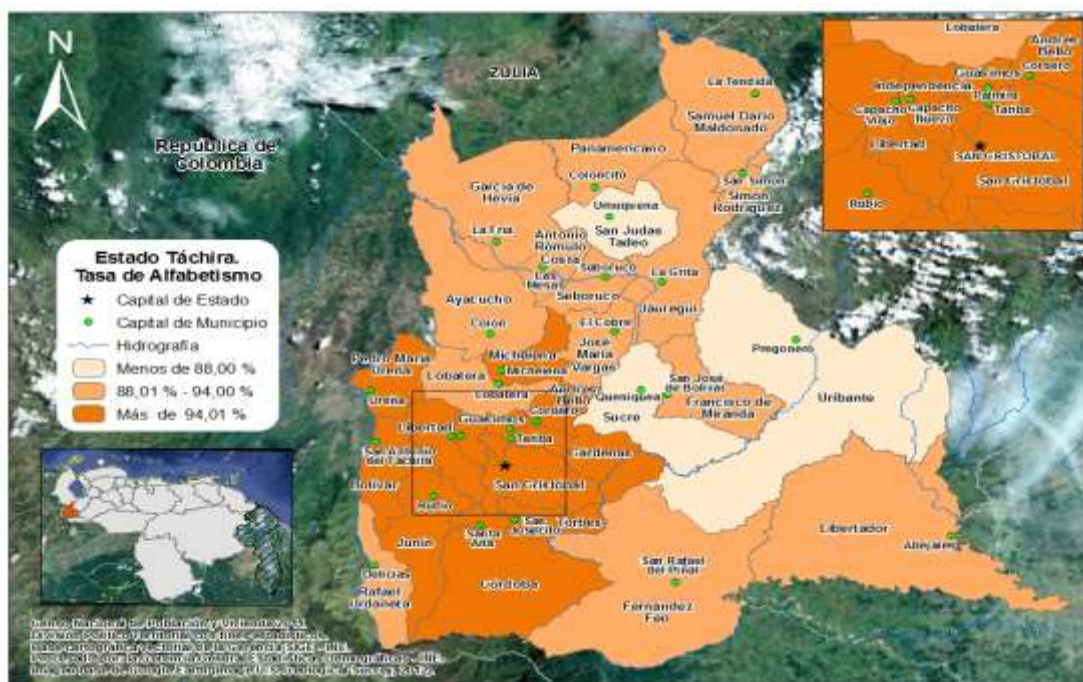 N
ZULIA
República de
Colombia
La Tendida
Samuel Darío
Maldonado
Panamericano
Coloncito
San Simón
Simón
Rodríguez
García de
Hevia
Umuquena
San Judas
Tadeo
La Fría
Antonio
Rómulo
Costa
Las
Mesas
Seboruco
Seboruco
La Grita
Jáuregui
Ayacucho
Colón
El Cobre
José
María
Vargas
Michelena
Michelena
Pedro María
Ureña
Ureña
Lobatera
Lobatera
Andrés
Bello
Cordero
Pregonero
Uribante
San José
de Bolívar
Queniquea
Sucre
Francisco de
Miranda
Guásimos
Libertad
Tariba
San Antonio
del Táchira
Cárdenas
Bolívar
San Cristóbal
Rubio
Junín
Santa
Ana
San
Josecito
Torbes
Libertador
Abejales
Delicias
Rafael
Urdaneta
Córdoba
San Rafael
del Piñal
Fernández
Feo
Estado Táchira.
Tasa de Alfabetismo
Capital de Estado
Capital de Municipio
Hidrografía
Menos de 88,00 %
88,01 % - 94,00 %
Más de 94,01 %
Lobatera
Andrés
Bello
Cordero
Guásimos
Independencia
Palmira
Tariba
Capacho
Viejo
Capacho
Nuevo
Libertad
SAN CRISTOBAL
San Cristóbal
Rubio